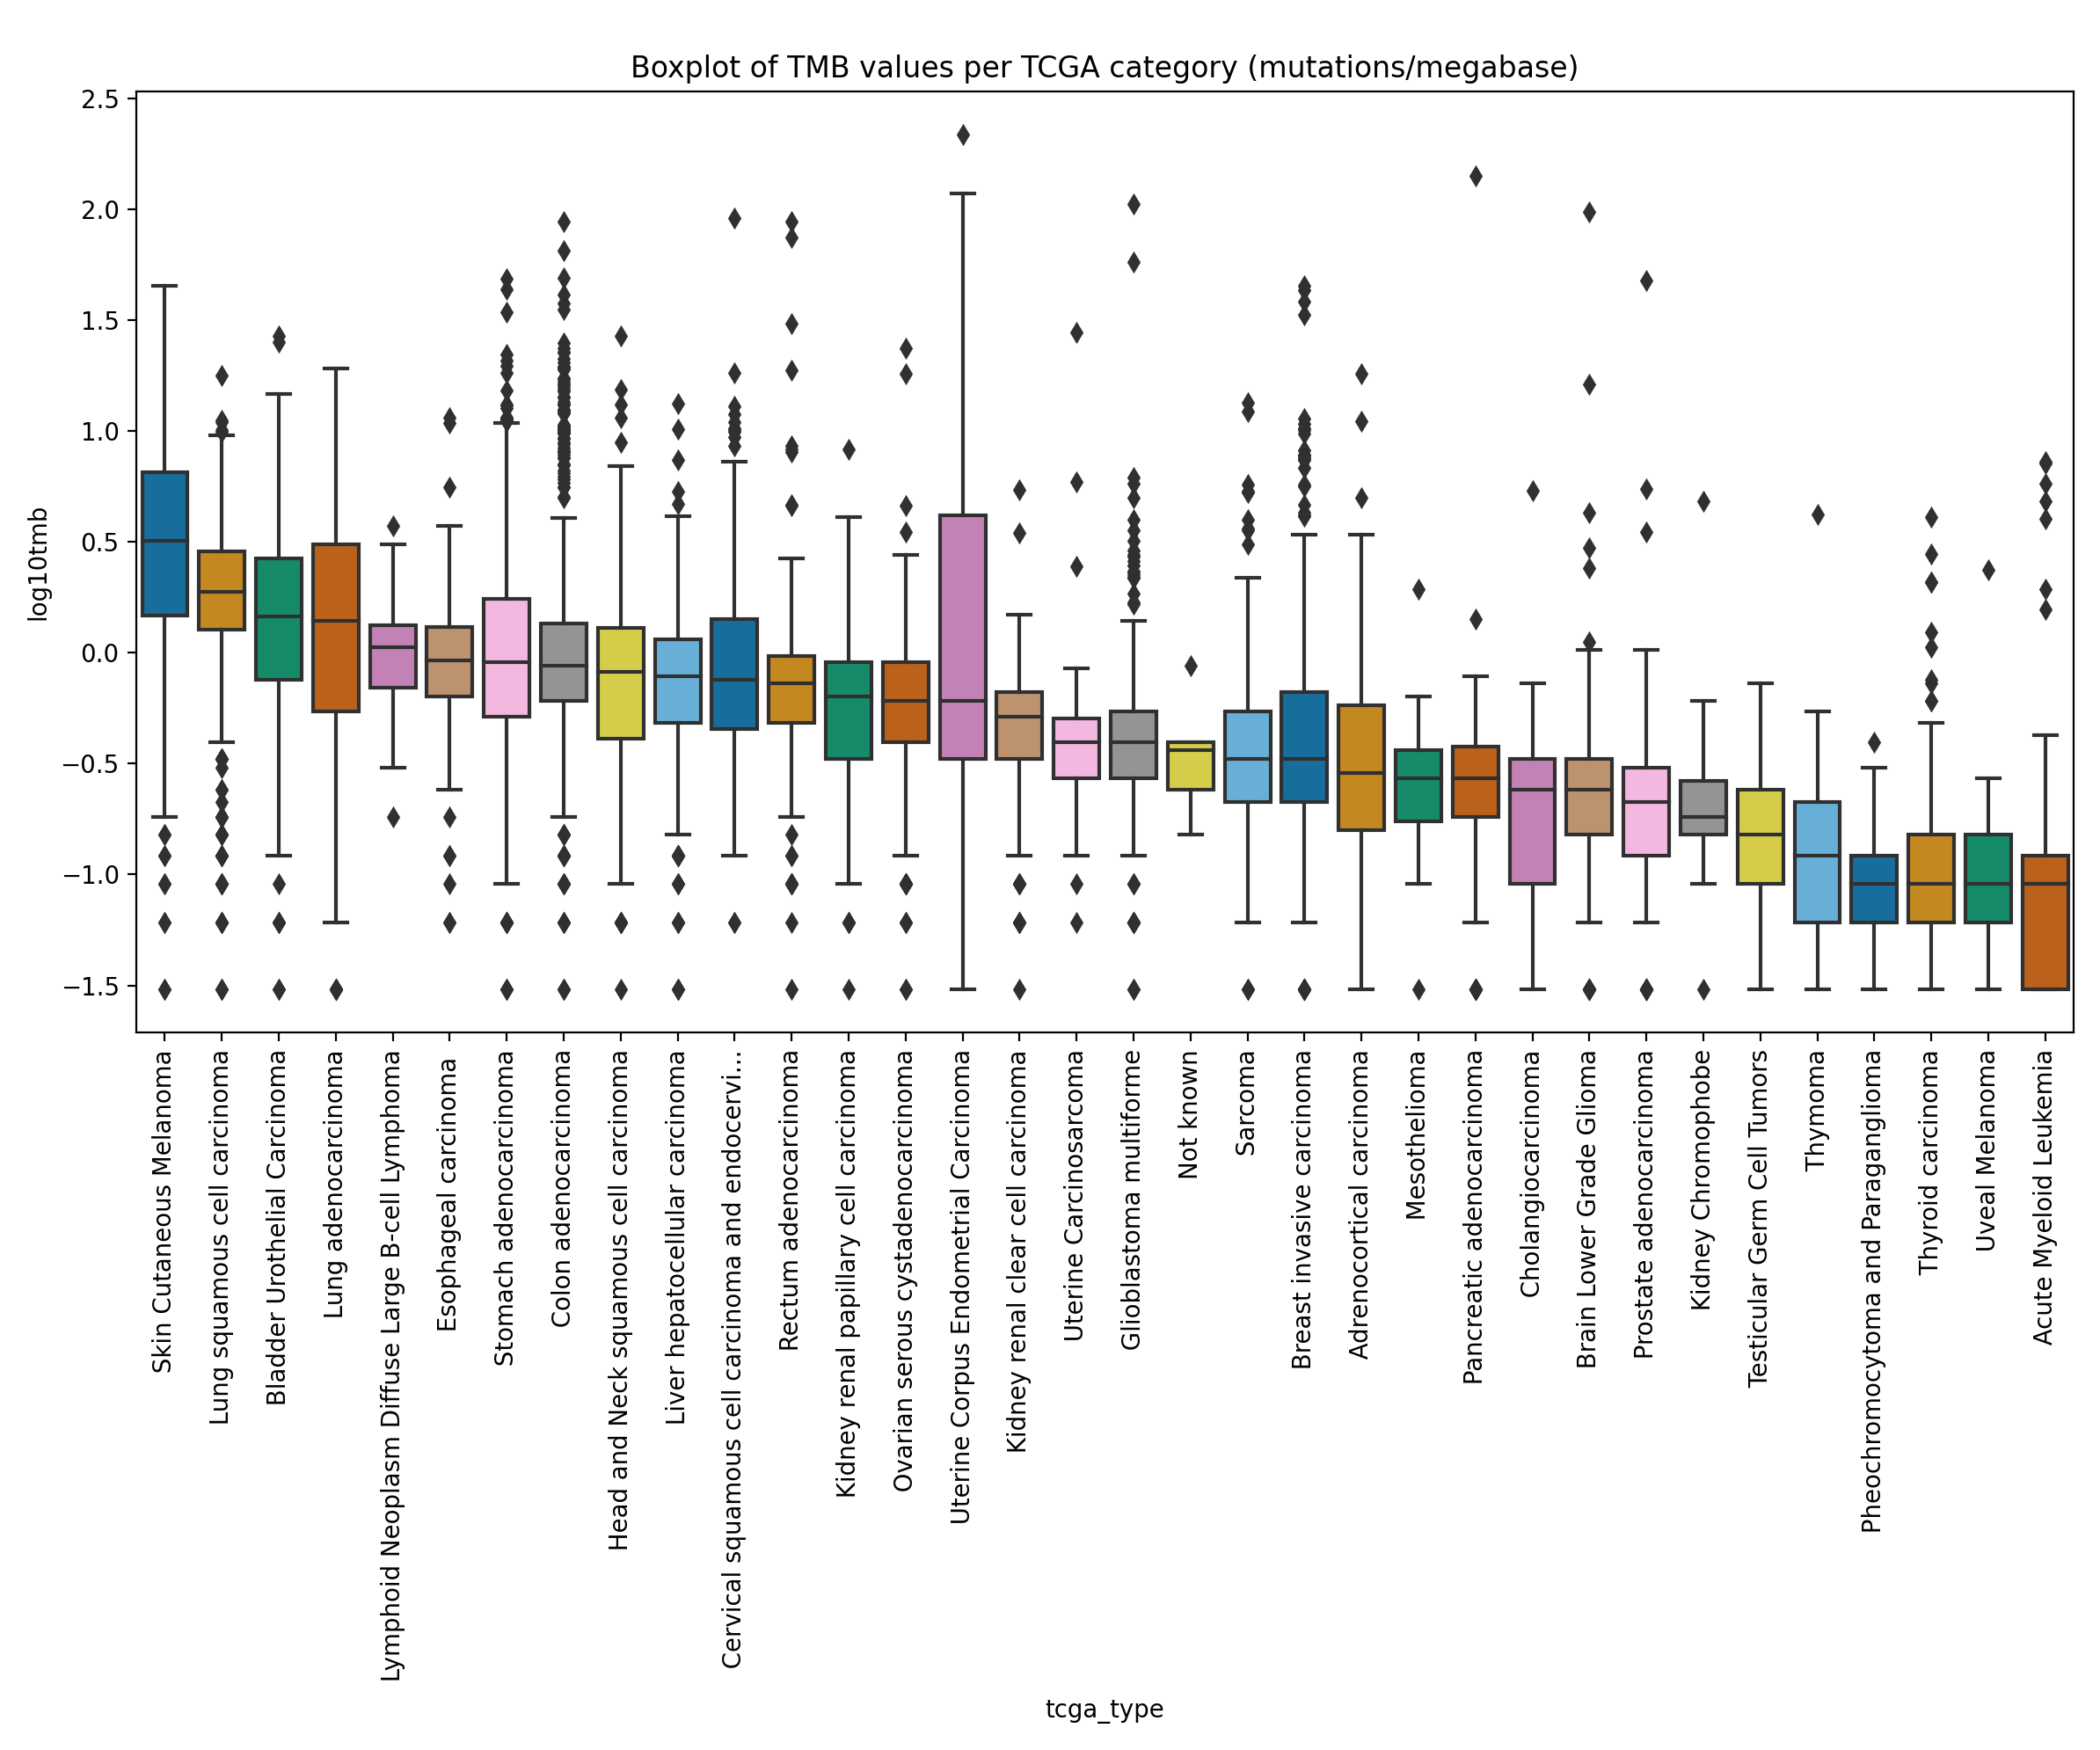 Boxplot of TMB values per TCGA category (mutations/megabase)
log10tmb
2.5
2.0
1.5
1.0
0.5
0.0
−0.5
−1.0
−1.5
Skin Cutaneous Melanoma
Lung squamous cell carcinoma
Bladder Urothelial Carcinoma
Lung adenocarcinoma
Lymphoid Neoplasm Diffuse Large B-cell Lymphoma
Esophageal carcinoma
Stomach adenocarcinoma
Colon adenocarcinoma
Head and Neck squamous cell carcinoma
Liver hepatocellular carcinoma
Cervical squamous cell carcinoma and endocervi...
Rectum adenocarcinoma
Kidney renal papillary cell carcinoma
Ovarian serous cystadenocarcinoma
Uterine Corpus Endometrial Carcinoma
Kidney renal clear cell carcinoma
Uterine Carcinosarcoma
Glioblastoma multiforme
Not known
Sarcoma
Breast invasive carcinoma
Adrenocortical carcinoma
Mesothelioma
Pancreatic adenocarcinoma
Cholangiocarcinoma
Brain Lower Grade Glioma
Prostate adenocarcinoma
Kidney Chromophobe
Testicular Germ Cell Tumors
Thymoma
Pheochromocytoma and Paraganglioma
Thyroid carcinoma
Uveal Melanoma
Acute Myeloid Leukemia
tcga_type